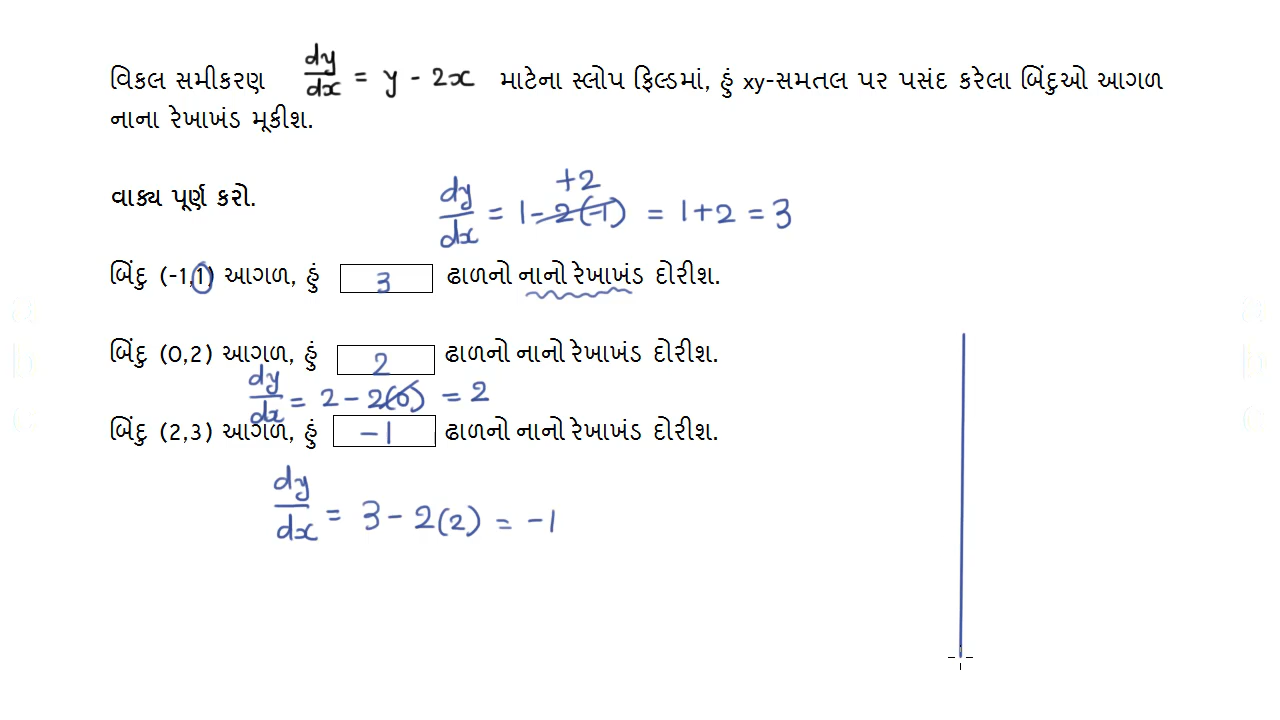 વિકલ સમીકરણ dy/dx = y - 2x માટેના સ્લોપ ફિલ્ડમાં, હું xy-સમતલ પર પસંદ કરેલા બિંદુઓ આગળ
નાના રેખાખંડ મૂકીશ.
વાક્ય પૂર્ણ કરો.
+2
dy/dx = 1 - 2(-1) = 1+2 = 3
બિંદુ (-1,1) આગળ, હું 3 ઢાળનો નાનો રેખાખંડ દોરીશ.
બિંદુ (0,2) આગળ, હું 2 ઢાળનો નાનો રેખાખંડ દોરીશ.
dy/dx = 2 - 2(0) = 2
બિંદુ (2,3) આગળ, હું -1 ઢાળનો નાનો રેખાખંડ દોરીશ.
dy/dx = 3 - 2(2) = -1